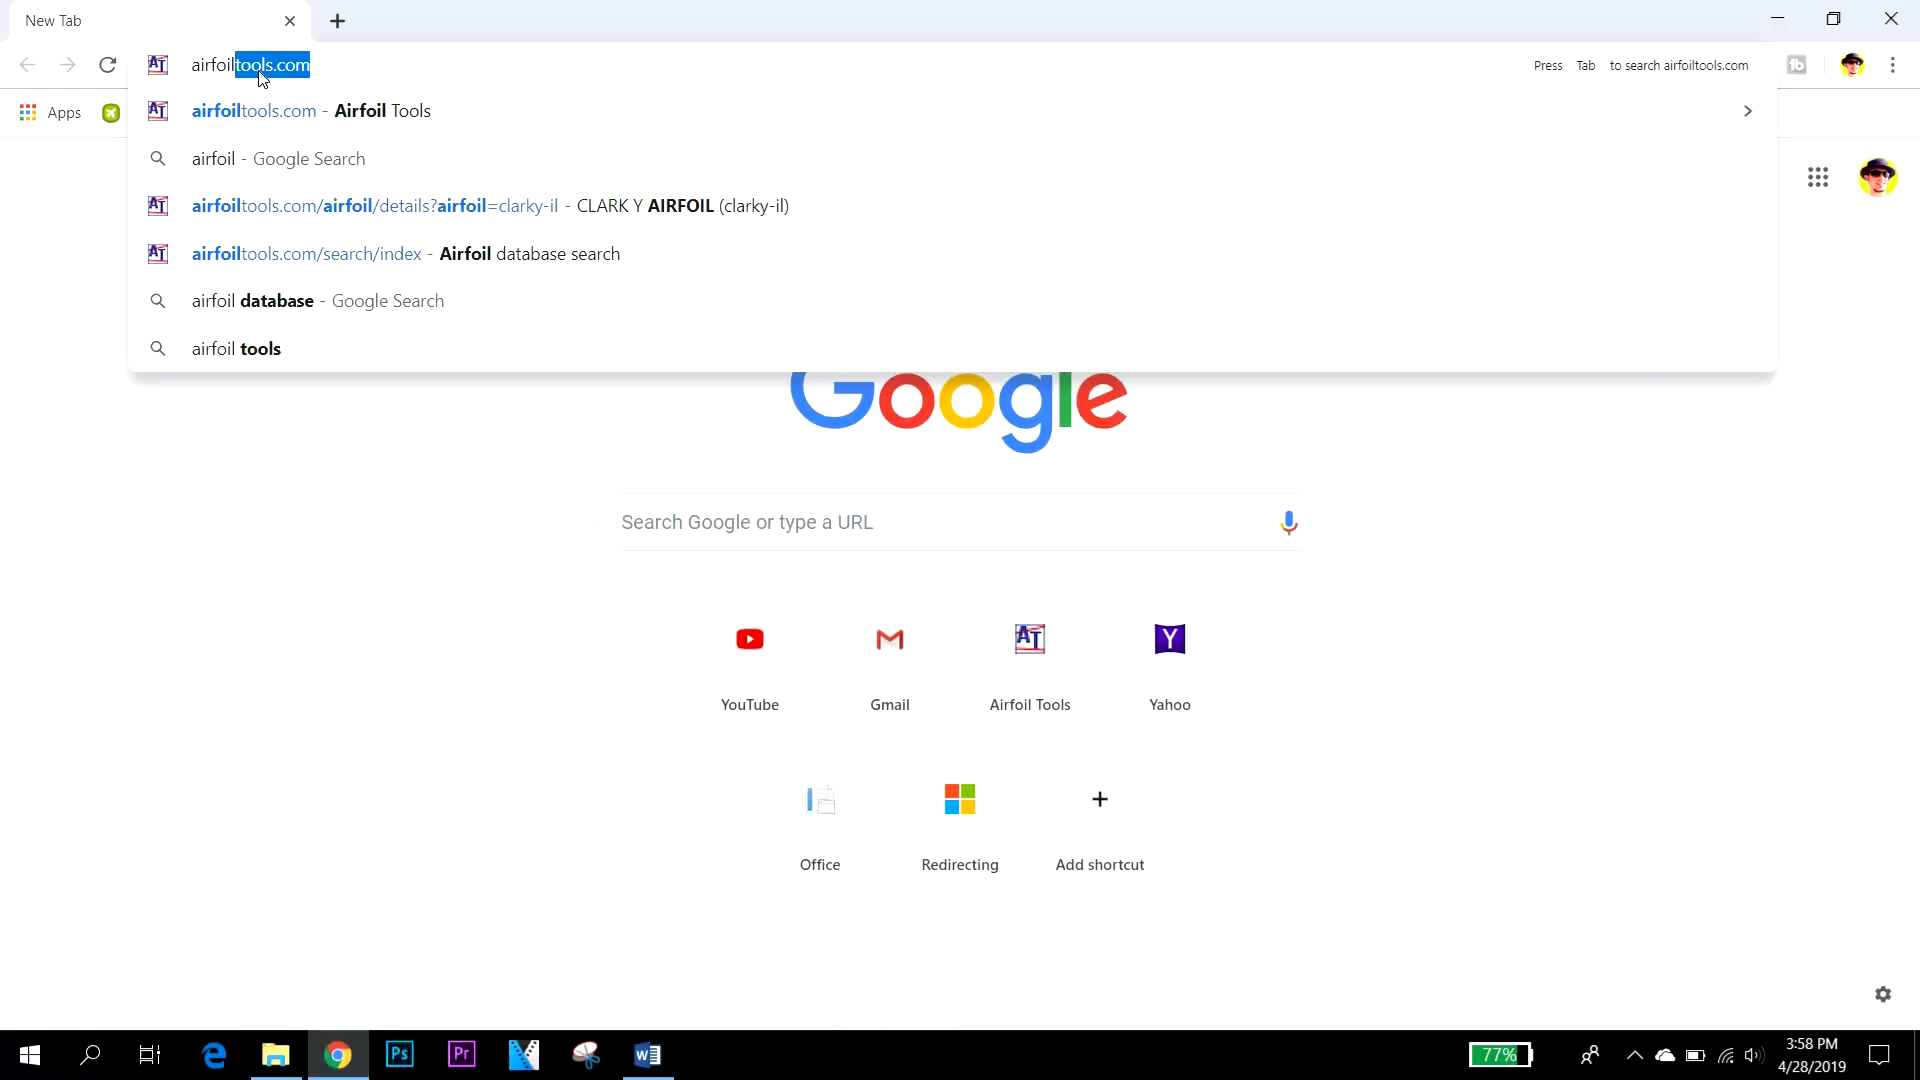 New Tab
airfoiltools.com
Press Tab to search airfoiltools.com
Apps
airfoiltools.com - Airfoil Tools
airfoil - Google Search
airfoiltools.com/airfoil/details?airfoil=clarky-il - CLARK Y AIRFOIL (clarky-il)
airfoiltools.com/search/index - Airfoil database search
airfoil database - Google Search
airfoil tools
Google
Search Google or type a URL
YouTube
Gmail
Airfoil Tools
Yahoo
Office
Redirecting
Add shortcut
77%
3:58 PM
4/28/2019